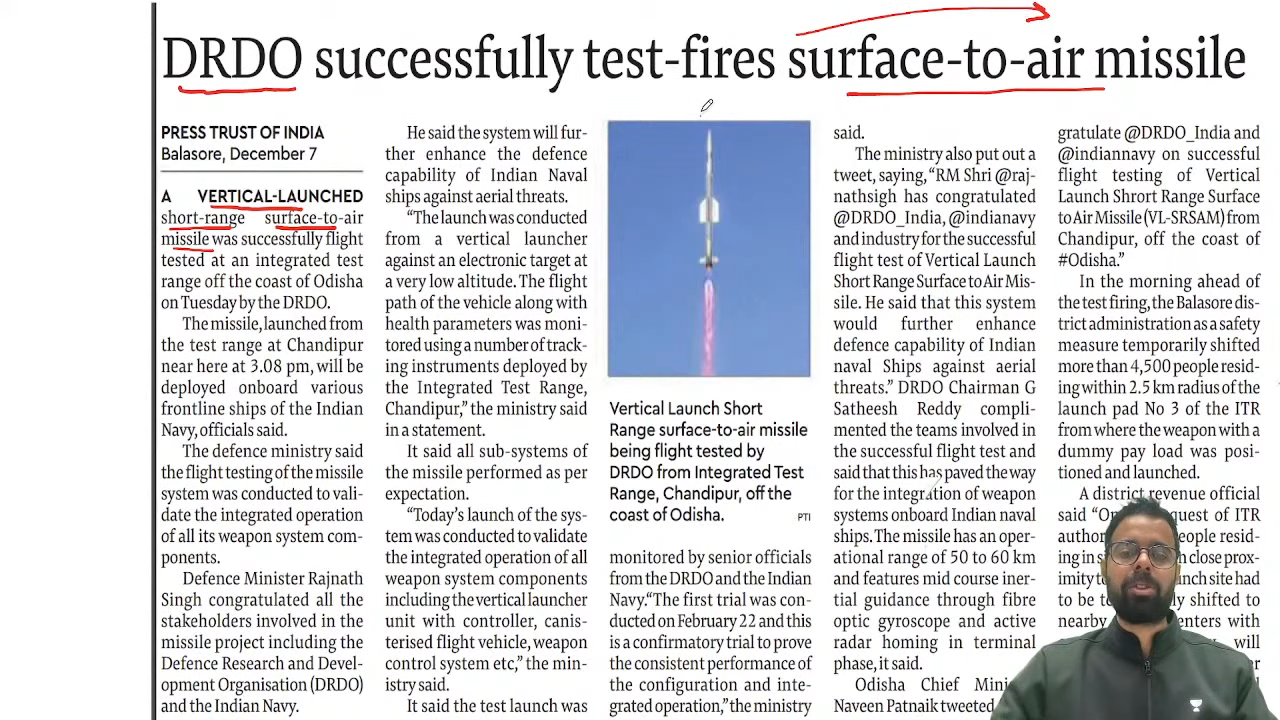 DRDO successfully test-fires surface-to-air missile
PRESS TRUST OF INDIA
Balasore, December 7
A VERTICAL-LAUNCHED
short-range surface-to-air
missile was successfully flight
tested at an integrated test
range off the coast of Odisha
on Tuesday by the DRDO.
The missile, launched from
the test range at Chandipur
near here at 3.08 pm, will be
deployed onboard various
frontline ships of the Indian
Navy, officials said.
The defence ministry said
the flight testing of the missile
system was conducted to vali-
date the integrated operation
of all its weapon system com-
ponents.
Defence Minister Rajnath
Singh congratulated all the
stakeholders involved in the
missile project including the
Defence Research and Devel-
opment Organisation (DRDO)
and the Indian Navy.
He said the system will fur-
ther enhance the defence
capability of Indian Naval
ships against aerial threats.
"The launch was conducted
from a vertical launcher
against an electronic target at
a very low altitude. The flight
path of the vehicle along with
health parameters was moni-
tored using a number of track-
ing instruments deployed by
the Integrated Test Range,
Chandipur," the ministry said
in a statement.
It said all sub-systems of
the missile performed as per
expectation.
"Today's launch of the sys-
tem was conducted to validate
the integrated operation of all
weapon system components
including the vertical launcher
unit with controller, canis-
terised flight vehicle, weapon
control system etc," the min-
istry said.
It said the test launch was
Vertical Launch Short
Range surface-to-air missile
being flight tested by
DRDO from Integrated Test
Range, Chandipur, off the
coast of Odisha.
PTI
monitored by senior officials
from the DRDO and the Indian
Navy."The first trial was con-
ducted on February 22 and this
is a confirmatory trial to prove
the consistent performance of
the configuration and inte-
grated operation," the ministry
said.
The ministry also put out a
tweet, saying, "RM Shri @raj-
nathsigh has congratulated
@DRDO_India, @indianavy
and industry for the successful
flight test of Vertical Launch
Short Range Surface to Air Mis-
sile. He said that this system
would further enhance
defence capability of Indian
naval Ships against aerial
threats." DRDO Chairman G
Satheesh Reddy compli-
mented the teams involved in
the successful flight test and
said that this has paved the way
for the integration of weapon
systems onboard Indian naval
ships. The missile has an oper-
ational range of 50 to 60 km
and features mid course iner-
tial guidance through fibre
optic gyroscope and active
radar homing in terminal
phase, it said.
Odisha Chief
Naveen Patnaik tweeted
gratulate @DRDO_India and
@indiannavy on successful
flight testing of Vertical
Launch Shrort Range Surface
to Air Missile (VL-SRSAM) from
Chandipur, off the coast of
#Odisha."
In the morning ahead of
the test firing, the Balasore dis-
trict administration as a safety
measure temporarily shifted
more than 4,500 people resid-
ing within 2.5 km radius of the
launch pad No 3 of the ITR
from where the weapon with a
dummy pay load was posi-
tioned and launched.
A district revenue official
said of ITR
resid-
ing in close prox-
imity site had
to be shifted to
nearby with
will